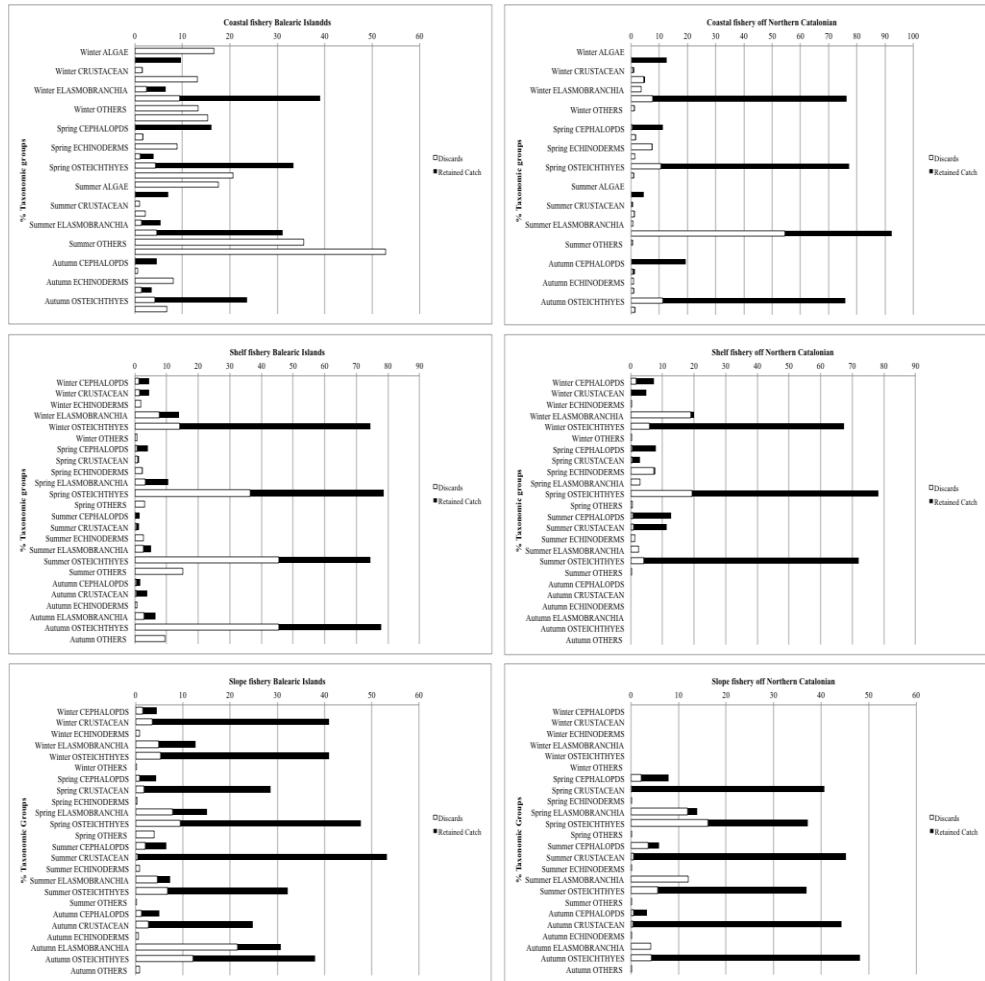 Coastal fishery Balearic Islandds
0 10 20 30 40 50 60
% Taxonomic groups
Winter ALGAE
Winter CRUSTACEAN
Winter ELASMOBRANCHIA
Winter OTHERS
Spring CEPHALOPDS
Spring ECHINODERMS
Spring OSTEICHTHYES
Summer ALGAE
Summer CRUSTACEAN
Summer ELASMOBRANCHIA
Summer OTHERS
Autumn CEPHALOPDS
Autumn ECHINODERMS
Autumn OSTEICHTHYES
Discards
Retained Catch
Coastal fishery off Northern Catalonian
0 10 20 30 40 50 60 70 80 90 100
% Taxonomic groups
Winter ALGAE
Winter CRUSTACEAN
Winter ELASMOBRANCHIA
Winter OTHERS
Spring CEPHALOPDS
Spring ECHINODERMS
Spring OSTEICHTHYES
Summer ALGAE
Summer CRUSTACEAN
Summer ELASMOBRANCHIA
Summer OTHERS
Autumn CEPHALOPDS
Autumn ECHINODERMS
Autumn OSTEICHTHYES
Discards
Retained Catch
Shelf fishery Balearic Islands
0 10 20 30 40 50 60 70 80 90
% Taxonomic groups
Winter CEPHALOPDS
Winter CRUSTACEAN
Winter ECHINODERMS
Winter ELASMOBRANCHIA
Winter OSTEICHTHYES
Winter OTHERS
Spring CEPHALOPDS
Spring CRUSTACEAN
Spring ECHINODERMS
Spring ELASMOBRANCHIA
Spring OSTEICHTHYES
Spring OTHERS
Summer CEPHALOPDS
Summer CRUSTACEAN
Summer ECHINODERMS
Summer ELASMOBRANCHIA
Summer OSTEICHTHYES
Summer OTHERS
Autumn CEPHALOPDS
Autumn CRUSTACEAN
Autumn ECHINODERMS
Autumn ELASMOBRANCHIA
Autumn OSTEICHTHYES
Autumn OTHERS
Discards
Retained Catch
Shelf fishery off Northern Catalonian
0 10 20 30 40 50 60 70 80 90
% Taxonomic groups
Winter CEPHALOPDS
Winter CRUSTACEAN
Winter ECHINODERMS
Winter ELASMOBRANCHIA
Winter OSTEICHTHYES
Winter OTHERS
Spring CEPHALOPDS
Spring CRUSTACEAN
Spring ECHINODERMS
Spring ELASMOBRANCHIA
Spring OSTEICHTHYES
Spring OTHERS
Summer CEPHALOPDS
Summer CRUSTACEAN
Summer ECHINODERMS
Summer ELASMOBRANCHIA
Summer OSTEICHTHYES
Summer OTHERS
Autumn CEPHALOPDS
Autumn CRUSTACEAN
Autumn ECHINODERMS
Autumn ELASMOBRANCHIA
Autumn OSTEICHTHYES
Autumn OTHERS
Discards
Retained Catch
Slope fishery Balearic Islands
0 10 20 30 40 50 60
% Taxonomic Groups
Winter CEPHALOPDS
Winter CRUSTACEAN
Winter ECHINODERMS
Winter ELASMOBRANCHIA
Winter OSTEICHTHYES
Winter OTHERS
Spring CEPHALOPDS
Spring CRUSTACEAN
Spring ECHINODERMS
Spring ELASMOBRANCHIA
Spring OSTEICHTHYES
Spring OTHERS
Summer CEPHALOPDS
Summer CRUSTACEAN
Summer ECHINODERMS
Summer ELASMOBRANCHIA
Summer OSTEICHTHYES
Summer OTHERS
Autumn CEPHALOPDS
Autumn CRUSTACEAN
Autumn ECHINODERMS
Autumn ELASMOBRANCHIA
Autumn OSTEICHTHYES
Autumn OTHERS
Discards
Retained Catch
Slope fishery off Northern Catalonian
0 10 20 30 40 50 60
% Taxonomic Groups
Winter CEPHALOPDS
Winter CRUSTACEAN
Winter ECHINODERMS
Winter ELASMOBRANCHIA
Winter OSTEICHTHYES
Winter OTHERS
Spring CEPHALOPDS
Spring CRUSTACEAN
Spring ECHINODERMS
Spring ELASMOBRANCHIA
Spring OSTEICHTHYES
Spring OTHERS
Summer CEPHALOPDS
Summer CRUSTACEAN
Summer ECHINODERMS
Summer ELASMOBRANCHIA
Summer OSTEICHTHYES
Summer OTHERS
Autumn CEPHALOPDS
Autumn CRUSTACEAN
Autumn ECHINODERMS
Autumn ELASMOBRANCHIA
Autumn OSTEICHTHYES
Autumn OTHERS
Discards
Retained Catch